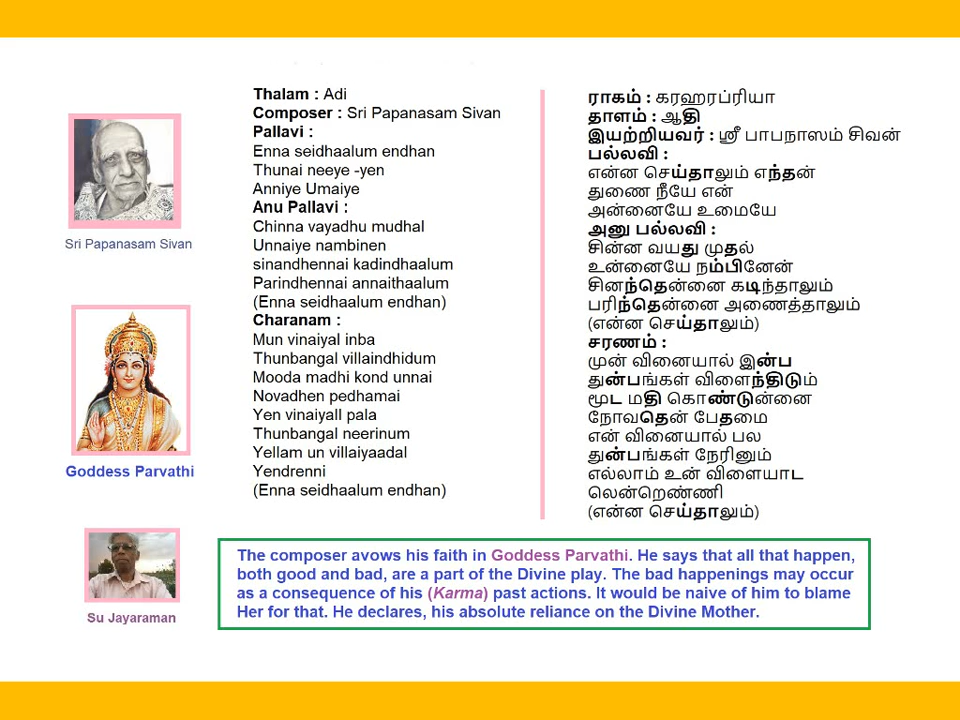 Thalam : Adi
Composer : Sri Papanasam Sivan
Pallavi :
Enna seidhaalum endhan
Thunai neeye -yen
Anniye Umaiye
Anu Pallavi :
Chinna vayadhu mudhal
Unnaiye nambinen
sinandhennai kadindhaalum
Parindhennai annaithaalum
(Enna seidhaalum endhan)
Charanam :
Mun vinaiyal inba
Thunbangal villaindhidum
Mooda madhi kond unnai
Novadhen pedhamai
Yen vinaiyall pala
Thunbangal neerinum
Yellam un villaiyaadal
Yendrenni
(Enna seidhaalum endhan)
ராகம் : கரஹரப்ரியா
தாளம் : ஆதி
இயற்றியவர் : ஸ்ரீ பாபநாஸம் சிவன்
பல்லவி :
என்ன செய்தாலும் எந்தன்
துணை நீயே என்
அன்னையே உமையே
அனு பல்லவி :
சின்ன வயது முதல்
உன்னையே நம்பினேன்
சினந்தென்னை கடிந்தாலும்
பரிந்தென்னை அணைத்தாலும்
(என்ன செய்தாலும்)
சரணம் :
முன் வினையால் இன்ப
துன்பங்கள் விளைந்திடும்
மூட மதி கொண்டுன்னை
நோவதென் பேதமை
என் வினையால் பல
துன்பங்கள் நேரினும்
எல்லாம் உன் விளையாட
லென்றெண்ணி
(என்ன செய்தாலும்)
Sri Papanasam Sivan
Goddess Parvathi
Su Jayaraman
The composer avows his faith in Goddess Parvathi. He says that all that happen,
both good and bad, are a part of the Divine play. The bad happenings may occur
as a consequence of his (Karma) past actions. It would be naive of him to blame
Her for that. He declares, his absolute reliance on the Divine Mother.